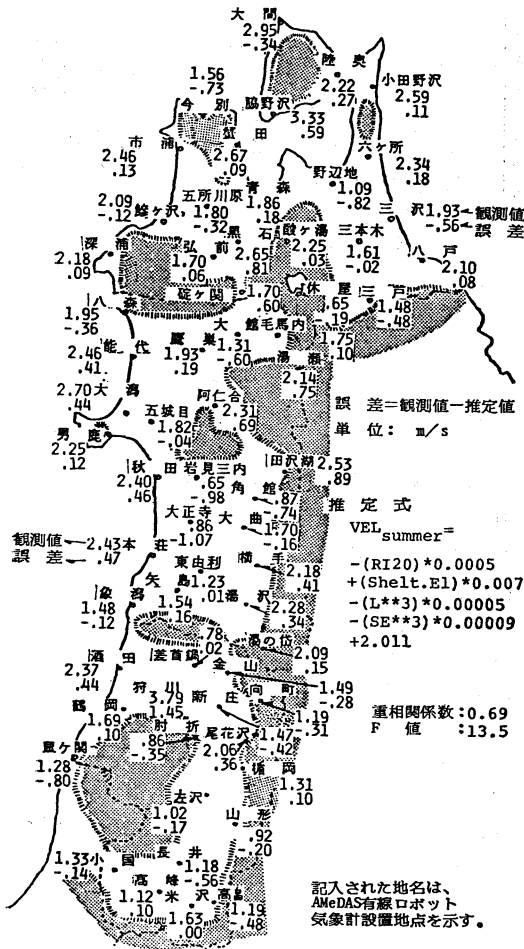 大間
2.95
-.34
陸奥
2.22
.27
小田野沢
2.59
.11
1.56
-.73
今別
脇野沢
3.33
.59
蟹田
2.67
.09
市浦
2.46
.13
六ヶ所
2.34
.18
野辺地
1.09
-.82
青森
1.86
.18
五所川原
1.80
-.32
2.09
-.12
鰺ヶ沢
三沢
1.93←観測値
-.56←誤差
三本木
1.61
-.02
八戸
2.10
.08
黒石
2.65
.81
酸ヶ湯
2.25
.03
深浦
2.18
.09
弘前
1.70
.06
碇ヶ関
1.70
.60
休屋
.65
-.19
三戸
1.48
-.48
八森
1.95
-.36
大館
1.31
-.60
毛馬内
1.75
.10
鷹巣
1.93
.19
能代
2.46
.41
湯瀬
2.14
.75
大潟
2.70
.44
阿仁合
2.31
.69
五城目
1.82
-.04
男鹿
2.25
.12
誤差=観測値-推定値
単位: m/s
秋田
2.40
.46
岩見三内
.65
-.98
田沢湖
2.53
.89
角館
.87
-.74
大正寺
.86
-1.07
大曲
1.70
-.16
推定式
VELsummer=
-(RI20)*0.0005
+(Shelt.El)*0.007
-(L**3)*0.00005
-(SE**3)*0.00009
+2.011
観測値→2.43
誤差→.47
本荘
東由利
1.23
.01
横手
2.18
.41
矢島
1.54
.16
象潟
1.48
-.12
湯沢
2.28
.34
.78
.02
差首鍋
湯の岱
2.09
.15
酒田
2.37
.44
金山
1.49
-.28
狩川
3.79
1.45
新庄
1.47
-.42
向町
1.19
-.31
鶴岡
1.69
.10
肘折
.86
-.35
尾花沢
2.06
.36
鼠ヶ関
1.28
-.80
楯岡
1.31
.10
左沢
1.02
-.17
山形
.92
-.20
重相関係数:0.69
F 値 :13.5
小国
1.33
-.14
長井
1.18
-.56
高峰
1.12
.10
米沢
1.63
.00
高畠
1.19
-.48
記入された地名は、
AMeDAS有線ロボット
気象計設置地点を示す。